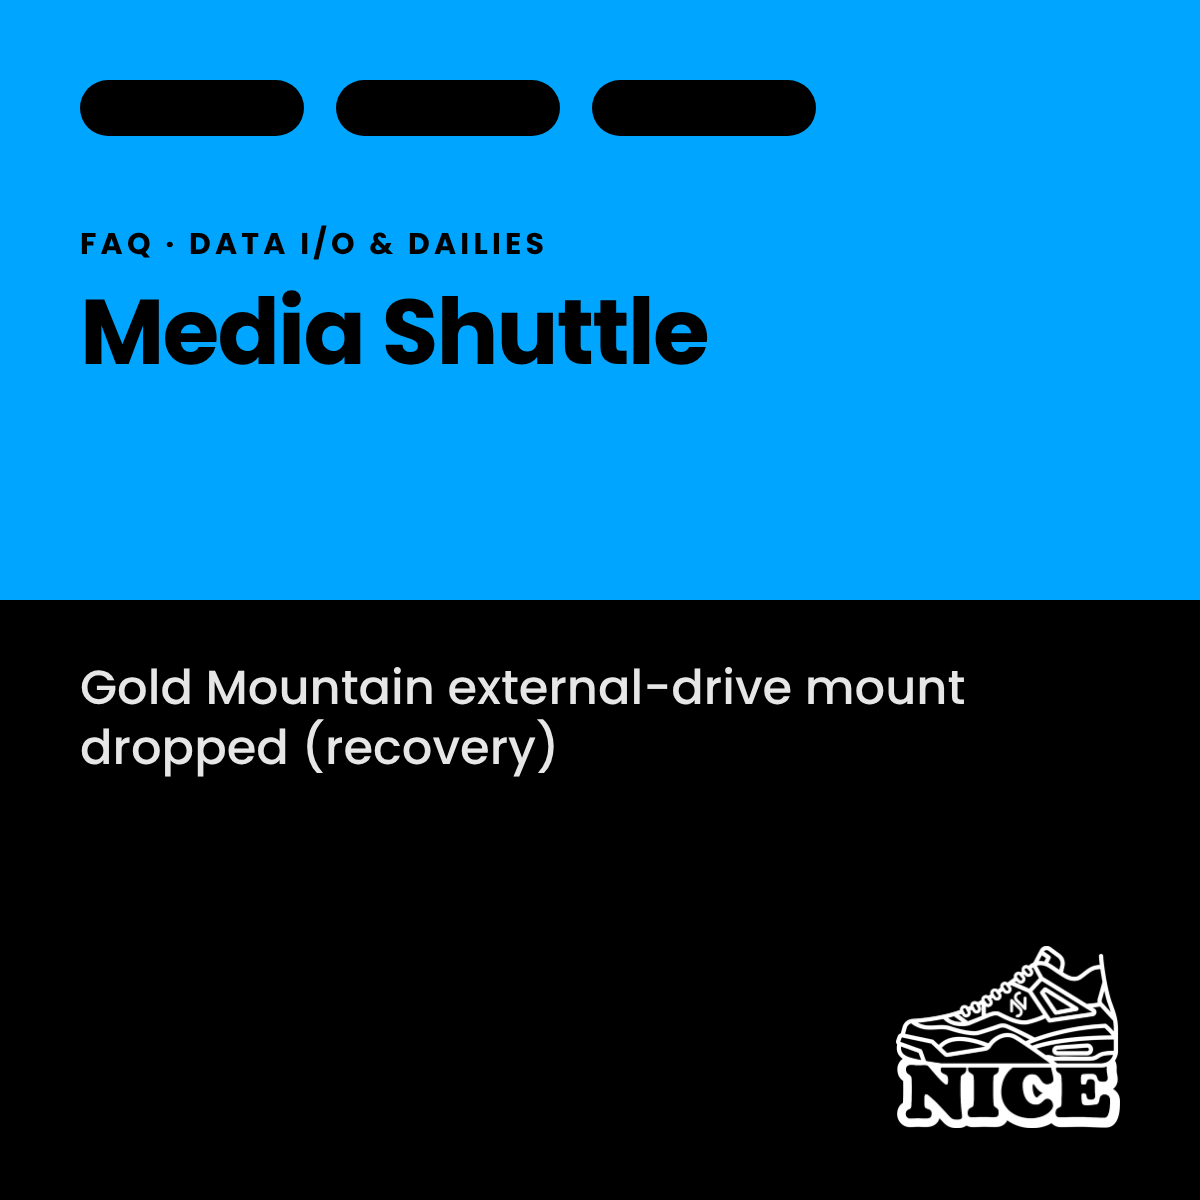 FAQ · DATA I/O & DAILIES
Media Shuttle
Gold Mountain external-drive mount
dropped (recovery)
NICE